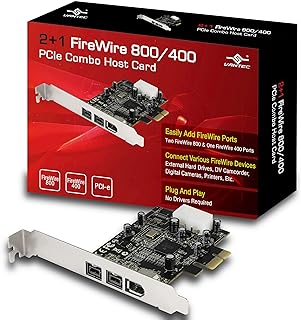 VANTEC
2+1 FireWire 800/400
PCIe Combo Host Card
Easily Add FireWire Ports
Two FireWire 800 & One FireWire 400 Ports
Connect Various FireWire Devices
External Hard Drives, DV Camcorder,
Digital Cameras, Printers, Etc.
Plug And Play
No Drivers Required
FireWire
800
FireWire
400
PCI-e